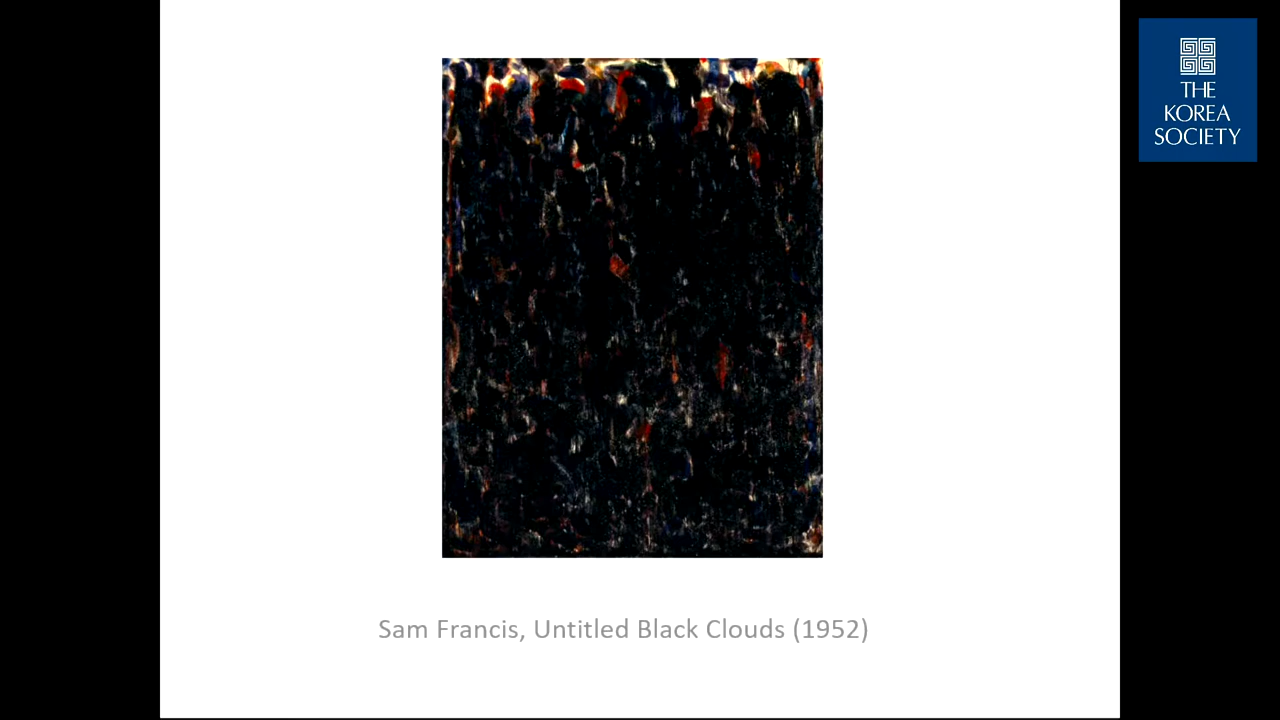 THE
KOREA
SOCIETY
Sam Francis, Untitled Black Clouds (1952)